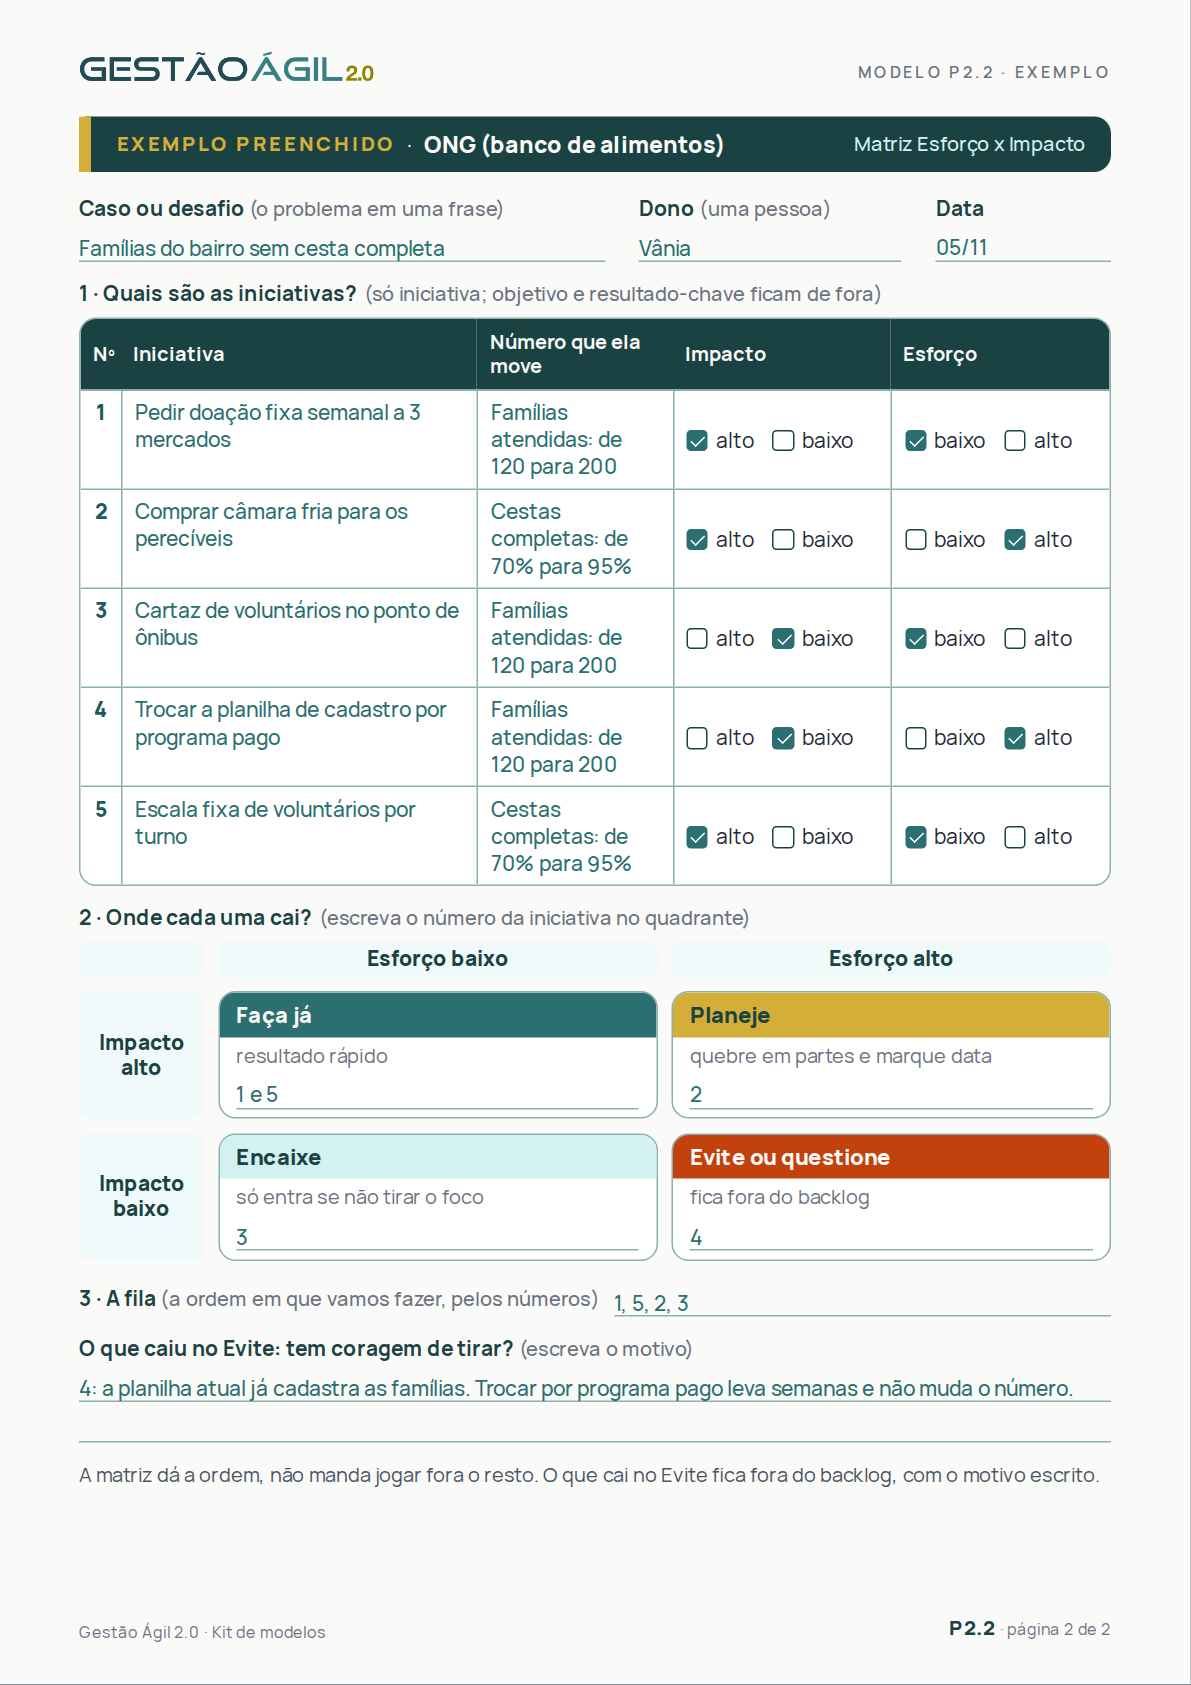 GESTÃOÁGIL2.0
MODELO P2.2 · EXEMPLO
EXEMPLO PREENCHIDO · ONG (banco de alimentos)
Matriz Esforço x Impacto
Caso ou desafio (o problema em uma frase)
Dono (uma pessoa)
Data
Famílias do bairro sem cesta completa
Vânia
05/11
1 · Quais são as iniciativas? (só iniciativa; objetivo e resultado-chave ficam de fora)
Nº
Iniciativa
Número que ela
move
Impacto
Esforço
1
Pedir doação fixa semanal a 3
mercados
Famílias
atendidas: de
120 para 200
alto baixo
baixo alto
2
Comprar câmara fria para os
perecíveis
Cestas
completas: de
70% para 95%
alto baixo
baixo alto
3
Cartaz de voluntários no ponto de
ônibus
Famílias
atendidas: de
120 para 200
alto baixo
baixo alto
4
Trocar a planilha de cadastro por
programa pago
Famílias
atendidas: de
120 para 200
alto baixo
baixo alto
5
Escala fixa de voluntários por
turno
Cestas
completas: de
70% para 95%
alto baixo
baixo alto
2 · Onde cada uma cai? (escreva o número da iniciativa no quadrante)
Esforço baixo
Esforço alto
Impacto
alto
Faça já
resultado rápido
1 e 5
Planeje
quebre em partes e marque data
2
Impacto
baixo
Encaixe
só entra se não tirar o foco
3
Evite ou questione
fica fora do backlog
4
3 · A fila (a ordem em que vamos fazer, pelos números) 1, 5, 2, 3
O que caiu no Evite: tem coragem de tirar? (escreva o motivo)
4: a planilha atual já cadastra as famílias. Trocar por programa pago leva semanas e não muda o número.
A matriz dá a ordem, não manda jogar fora o resto. O que cai no Evite fica fora do backlog, com o motivo escrito.
Gestão Ágil 2.0 · Kit de modelos
P2.2 · página 2 de 2